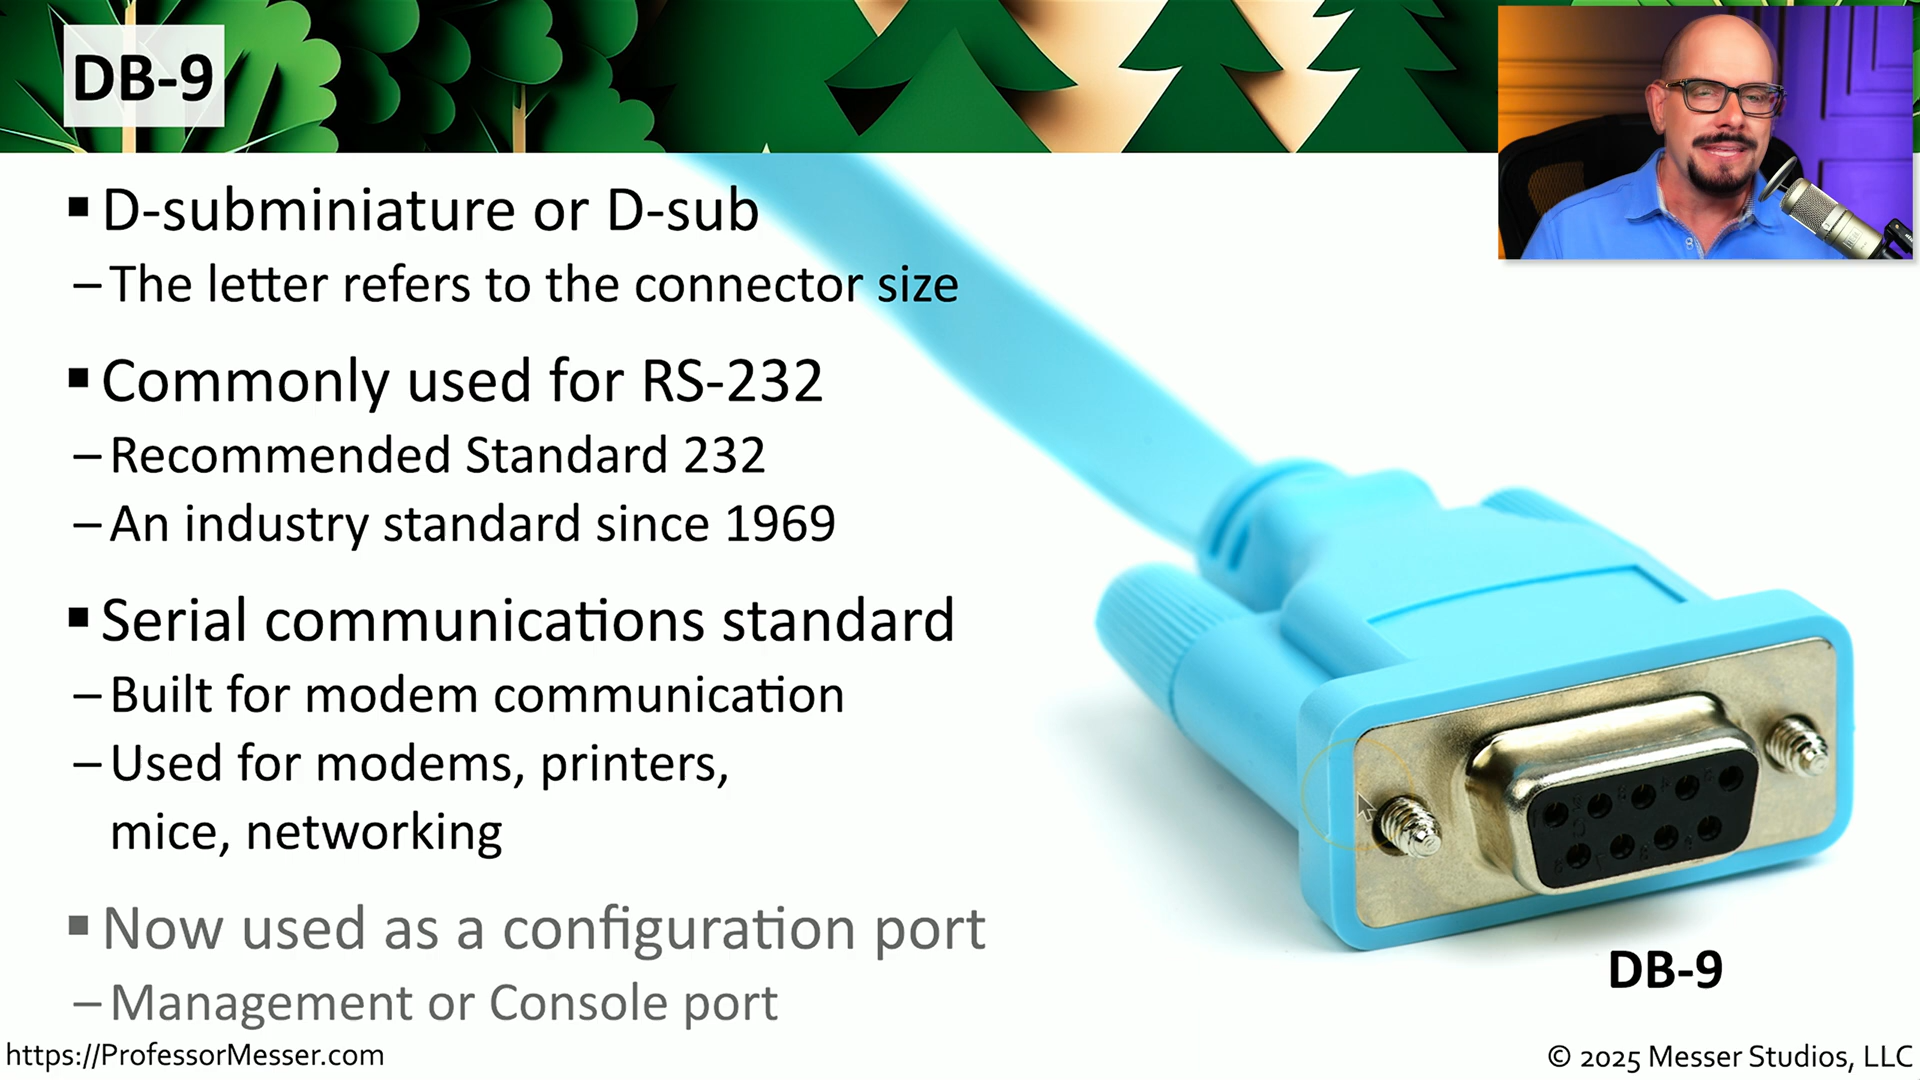 DB-9
▪ D-subminiature or D-sub
– The letter refers to the connector size
▪ Commonly used for RS-232
– Recommended Standard 232
– An industry standard since 1969
▪ Serial communications standard
– Built for modem communication
– Used for modems, printers,
mice, networking
▪ Now used as a configuration port
– Management or Console port
DB-9
https://ProfessorMesser.com
© 2025 Messer Studios, LLC